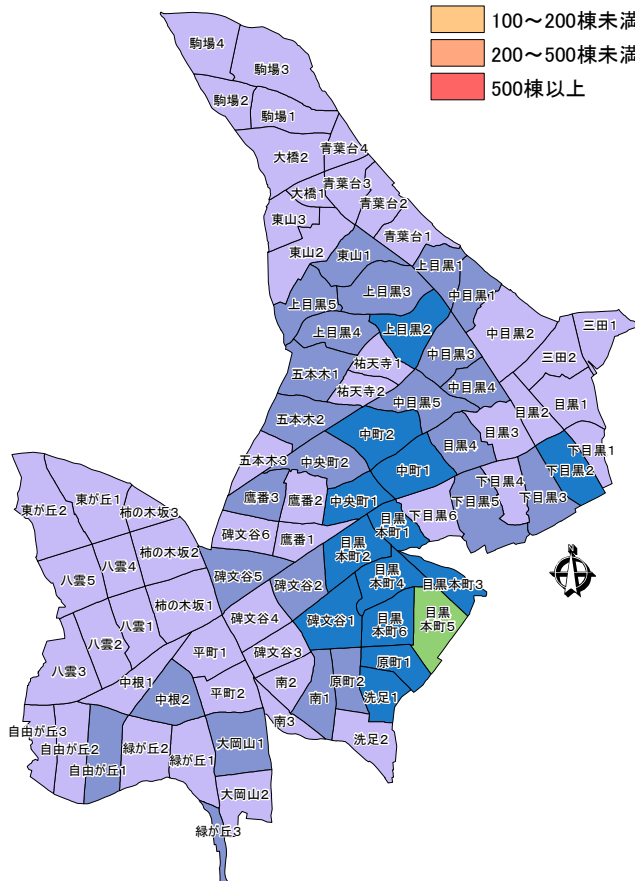 100～200棟未満
200～500棟未満
500棟以上
駒場4
駒場3
駒場2
駒場1
大橋2
青葉台4
青葉台3
大橋1
青葉台2
東山3
青葉台1
東山2
東山1
上目黒1
上目黒3
中目黒1
上目黒5
上目黒4
上目黒2
中目黒2
三田1
三田2
中目黒3
祐天寺1
五本木1
祐天寺2
中目黒4
中目黒5
目黒2
目黒1
五本木2
中町2
目黒4
目黒3
下目黒1
五本木3
中央町2
中町1
下目黒2
下目黒4
下目黒3
下目黒5
鷹番3
鷹番2
中央町1
下目黒6
東が丘2
東が丘1
柿の木坂3
碑文谷6
鷹番1
目黒
本町1
目黒
本町2
柿の木坂2
八雲4
八雲5
碑文谷5
碑文谷2
目黒
本町4
目黒本町3
柿の木坂1
八雲1
碑文谷4
碑文谷1
目黒
本町6
目黒
本町5
八雲2
平町1
碑文谷3
八雲3
中根1
原町1
南2
原町2
中根2
平町2
南1
洗足1
南3
自由が丘3
自由が丘2
自由が丘1
緑が丘2
緑が丘1
大岡山1
洗足2
大岡山2
緑が丘3